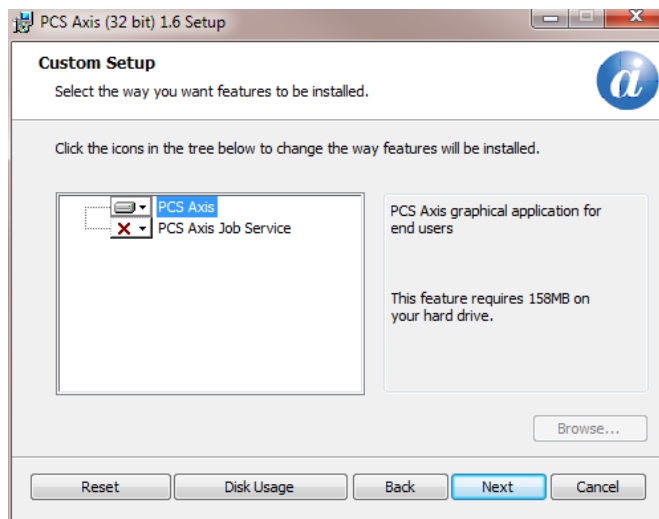 PCS Axis (32 bit) 1.6 Setup
Custom Setup
Select the way you want features to be installed.
a
Click the icons in the tree below to change the way features will be installed.
PCS Axis
PCS Axis Job Service
PCS Axis graphical application for
end users
This feature requires 158MB on
your hard drive.
Browse...
Reset
Disk Usage
Back
Next
Cancel